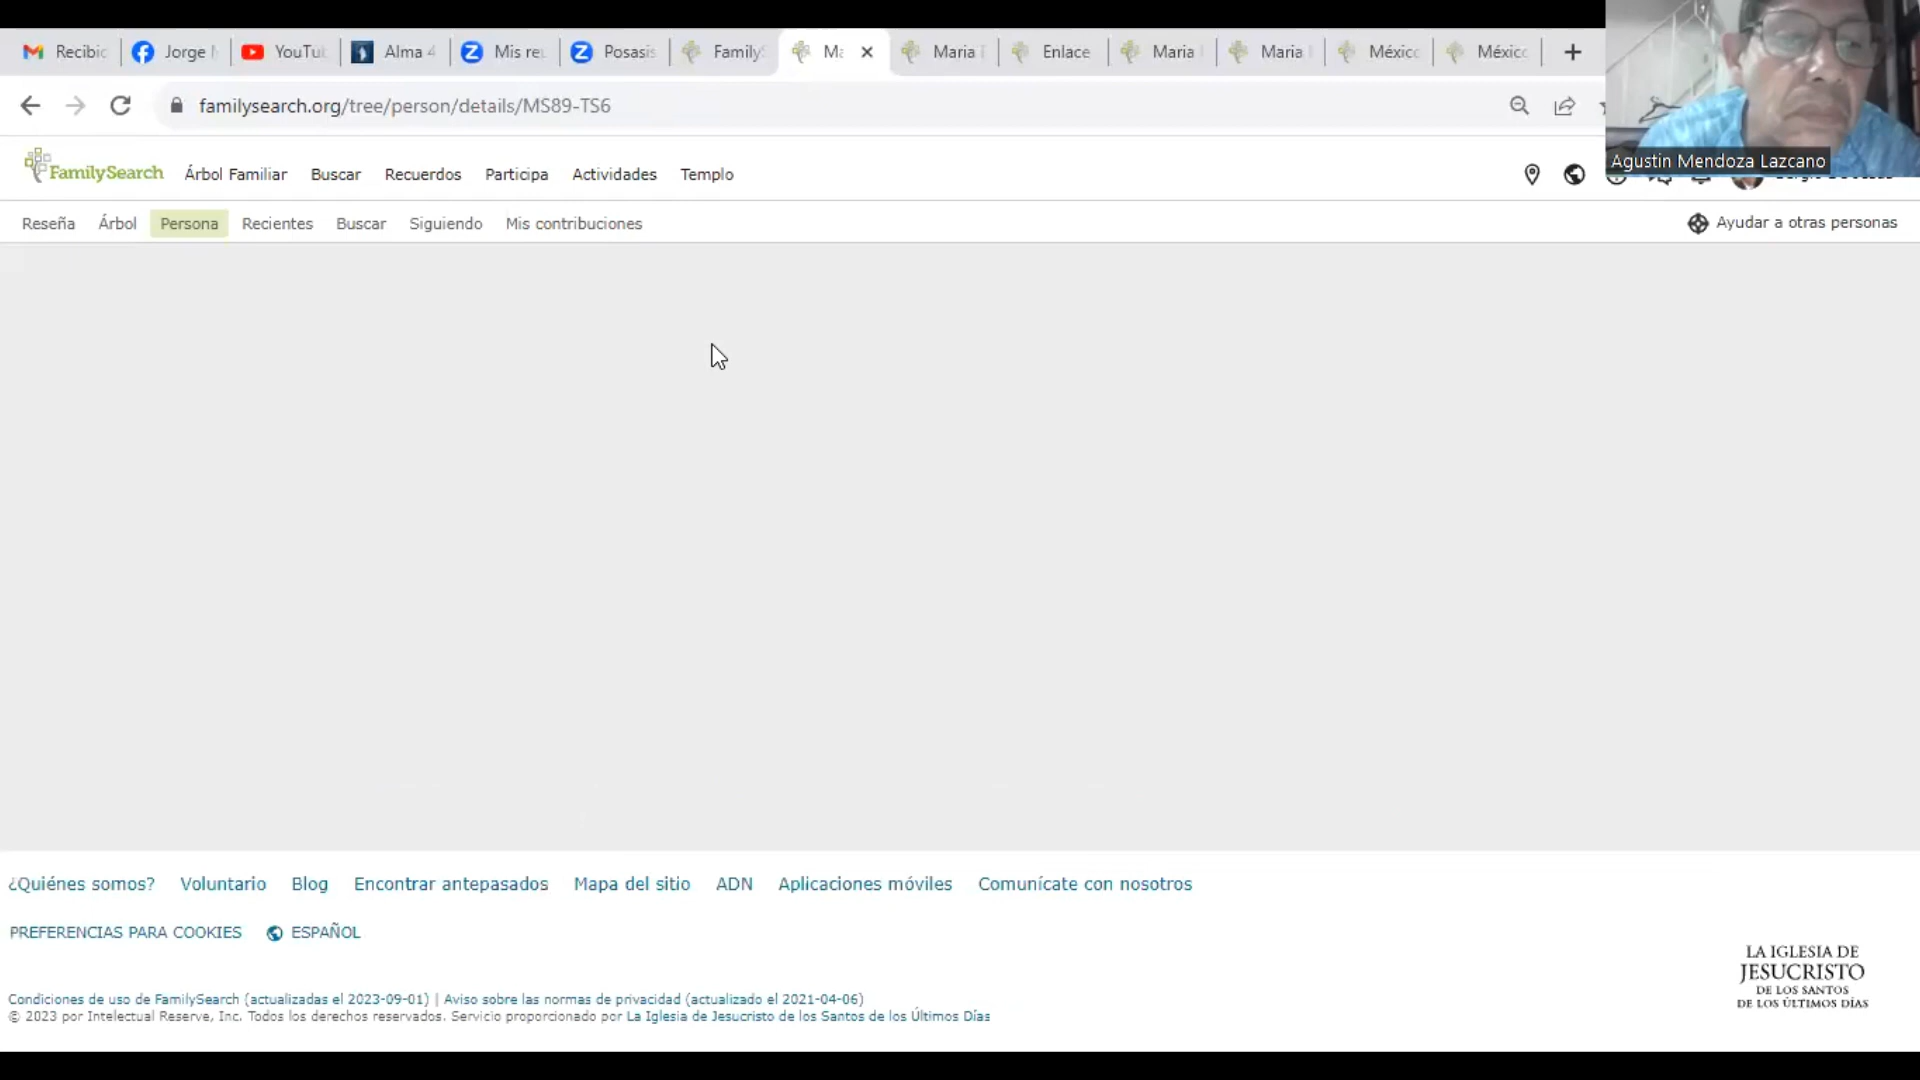 Recibic Jorge YouTu Alma 4 Mis re Posasis Family Ma Maria Enlace Maria Maria México México
familysearch.org/tree/person/details/MS89-TS6
Agustin Mendoza Lazcano
FamilySearch Árbol Familiar Buscar Recuerdos Participa Actividades Templo
Reseña Árbol Persona Recientes Buscar Siguiendo Mis contribuciones Ayudar a otras personas
¿Quiénes somos? Voluntario Blog Encontrar antepasados Mapa del sitio ADN Aplicaciones móviles Comunícate con nosotros
PREFERENCIAS PARA COOKIES ESPAÑOL
LA IGLESIA DE
JESUCRISTO
DE LOS SANTOS
DE LOS ÚLTIMOS DÍAS
Condiciones de uso de FamilySearch (actualizadas el 2023-09-01) | Aviso sobre las normas de privacidad (actualizado el 2021-04-06)
© 2023 por Intelectual Reserve, Inc. Todos los derechos reservados. Servicio proporcionado por La Iglesia de Jesucristo de los Santos de los Últimos Días